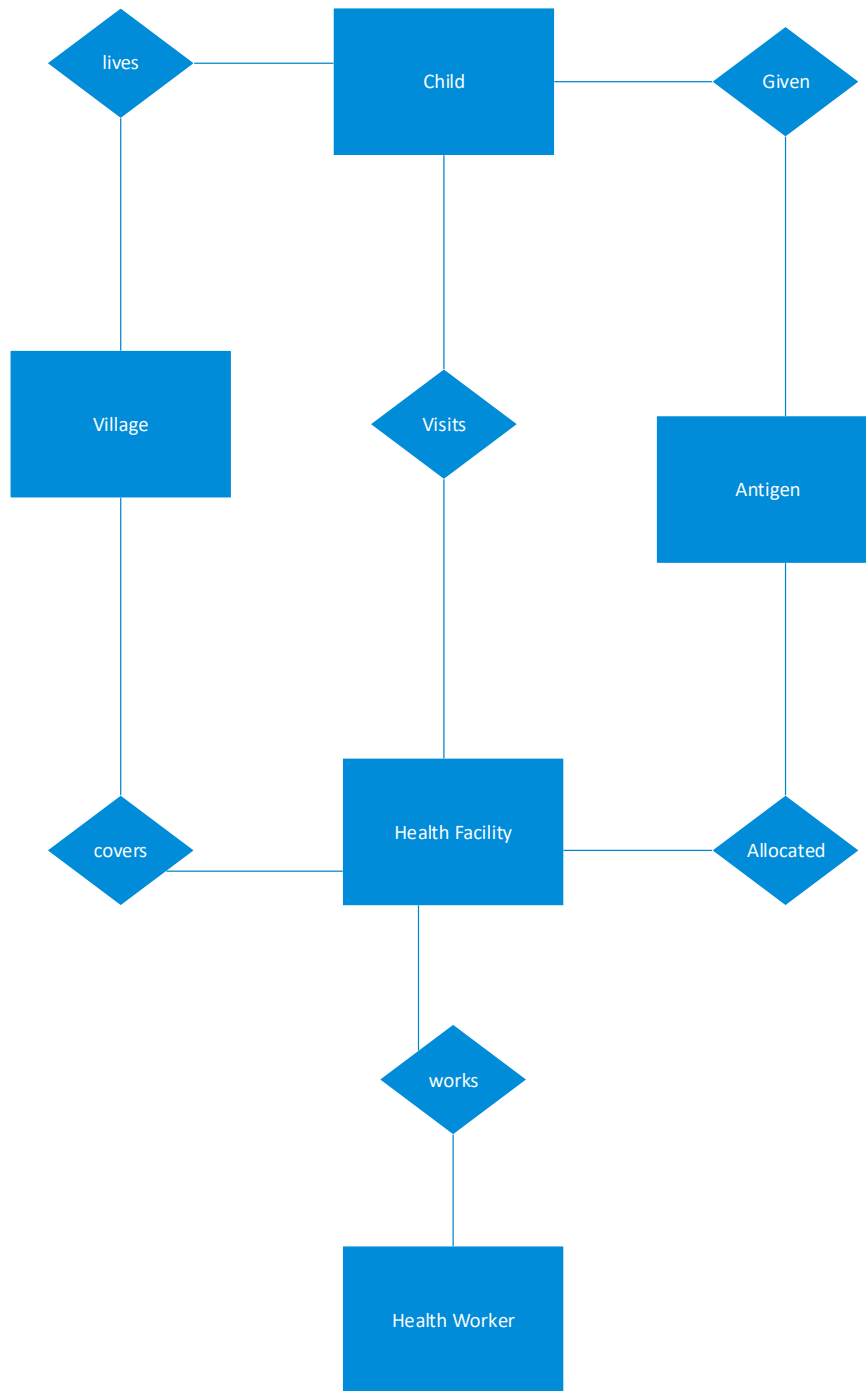 lives
Child
Given
Village
Visits
Antigen
Health Facility
covers
Allocated
works
Health Worker